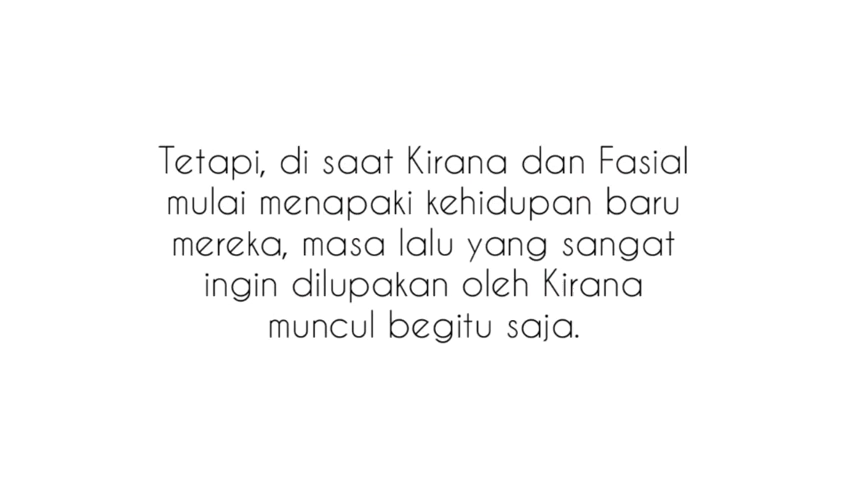 Tetapi, di saat Kirana dan Fasial
mulai menapaki kehidupan baru
mereka, masa lalu yang sangat
ingin dilupakan oleh Kirana
muncul begitu saja.